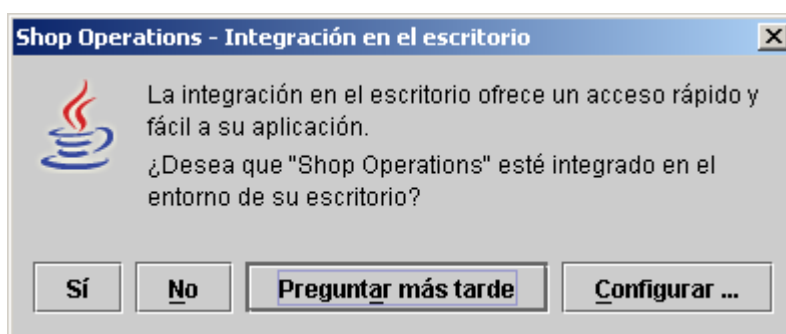 Shop Operations - Integración en el escritorio
La integración en el escritorio ofrece un acceso rápido y
fácil a su aplicación.
¿Desea que "Shop Operations" esté integrado en el
entorno de su escritorio?
Sí No Preguntar más tarde Configurar ...